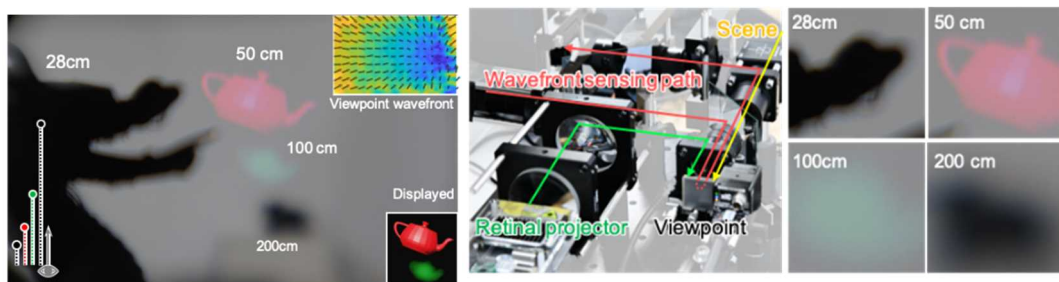 28cm
50 cm
Viewpoint wavefront
100 cm
Displayed
200cm
Scene
Wavefront sensing path
Retinal projector
Viewpoint
28cm
50 cm
100cm
200 cm